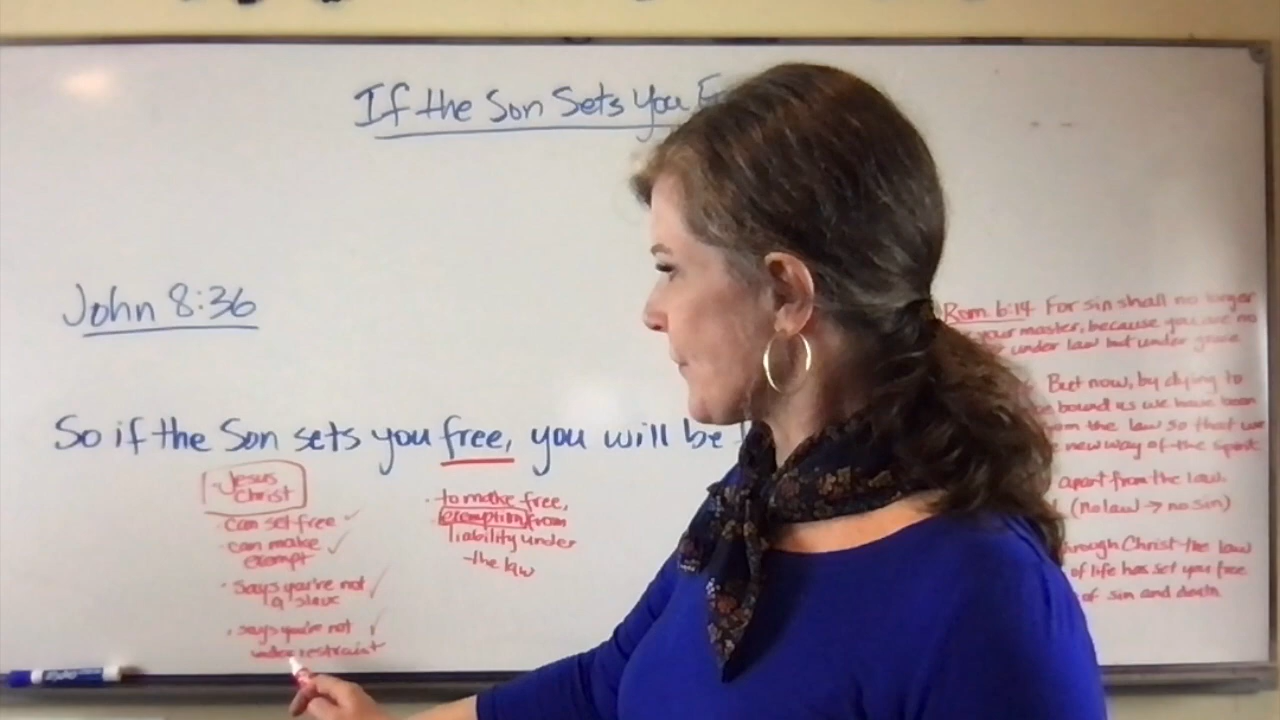 If the Son Sets You
John 8:36
So if the Son sets you free, you will be
- Jesus Christ
- can set free ✓
- can make ✓
exempt
- says you're not ✓
a slave
- says you're not ✓
under restraint
- to make free,
exemption from
liability under
the law
Rom. 6:14 For sin shall no longer
your master, because you are no
under law but under grace.
But now, by dying to
bound us we have been
the law so that we
new way of the Spirit
apart from the law.
(no law → no sin)
through Christ the law
of life has set you free
of sin and death